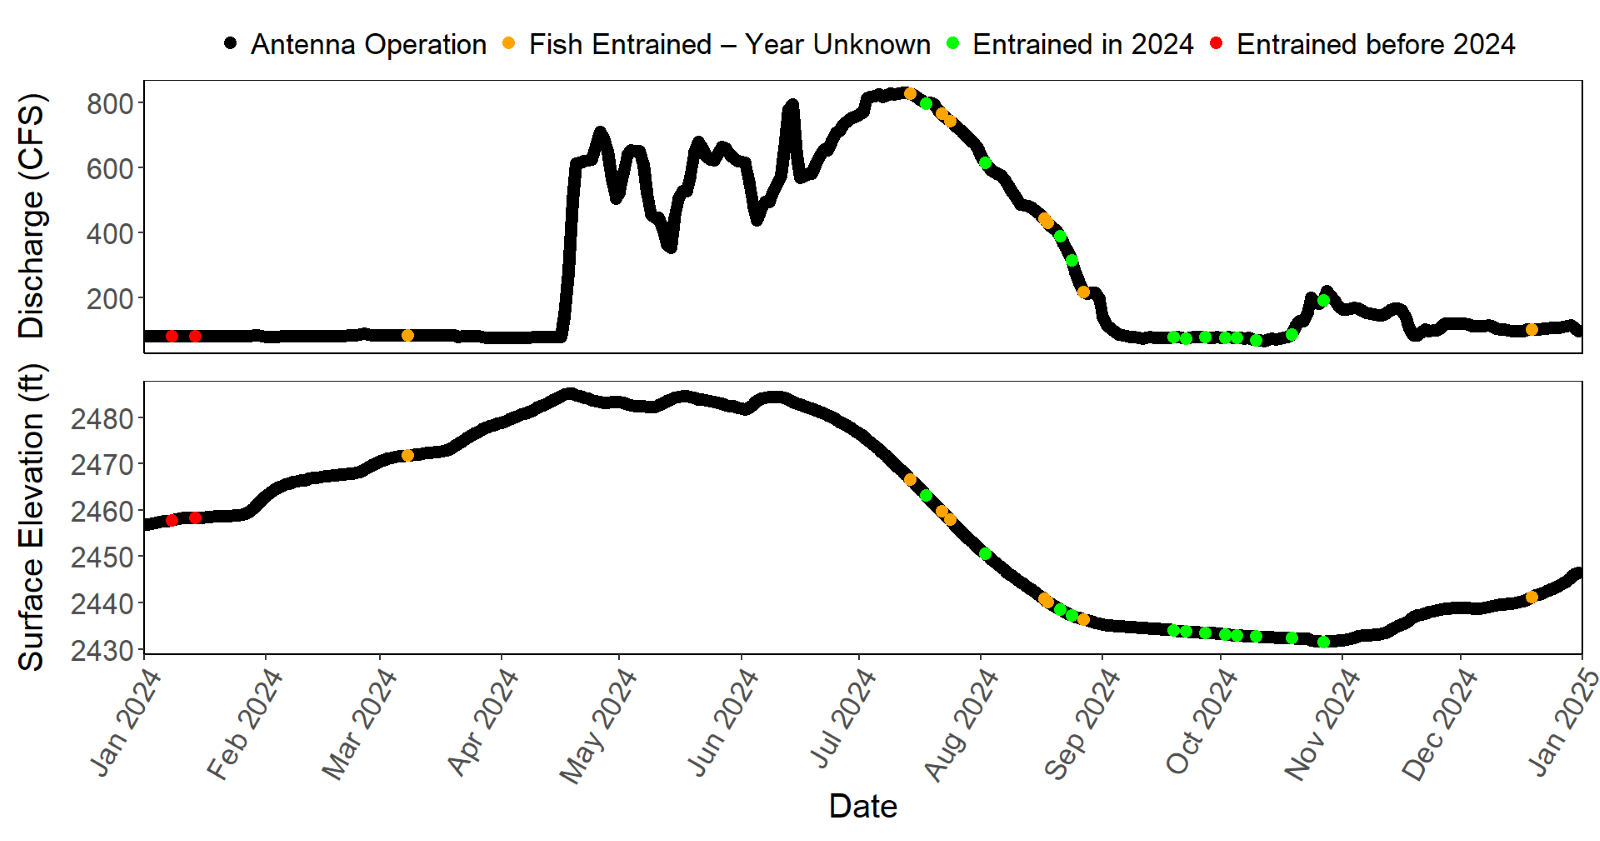 Antenna Operation Fish Entrained – Year Unknown Entrained in 2024 Entrained before 2024
Discharge (CFS)
800
600
400
200
Surface Elevation (ft)
2480
2470
2460
2450
2440
2430
Jan 2024 Feb 2024 Mar 2024 Apr 2024 May 2024 Jun 2024 Jul 2024 Aug 2024 Sep 2024 Oct 2024 Nov 2024 Dec 2024 Jan 2025
Date